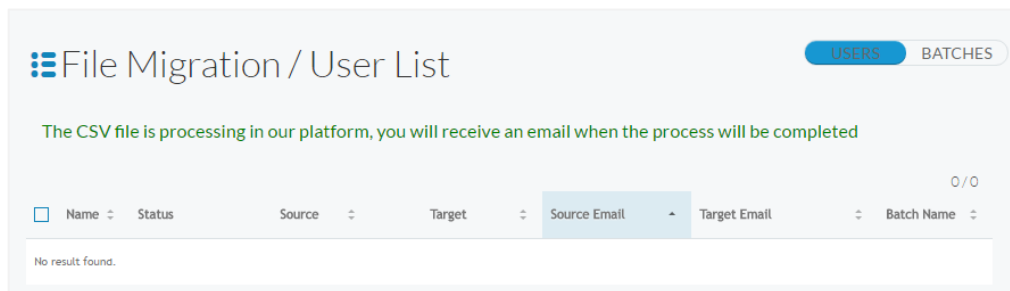 File Migration / User List
USERS BATCHES
The CSV file is processing in our platform, you will receive an email when the process will be completed
0/0
Name Status Source Target Source Email Target Email Batch Name
No result found.